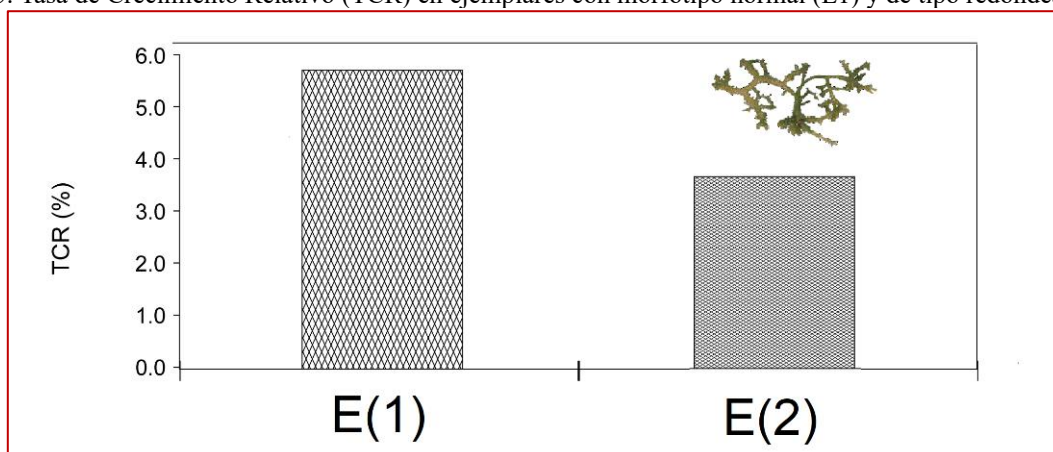 Tasa de Crecimiento Relativo (TCR) en ejemplares con morfotipo normal (E1) y de tipo
6.0
5.0
4.0
3.0
2.0
1.0
0.0
TCR (%)
E(1)
E(2)